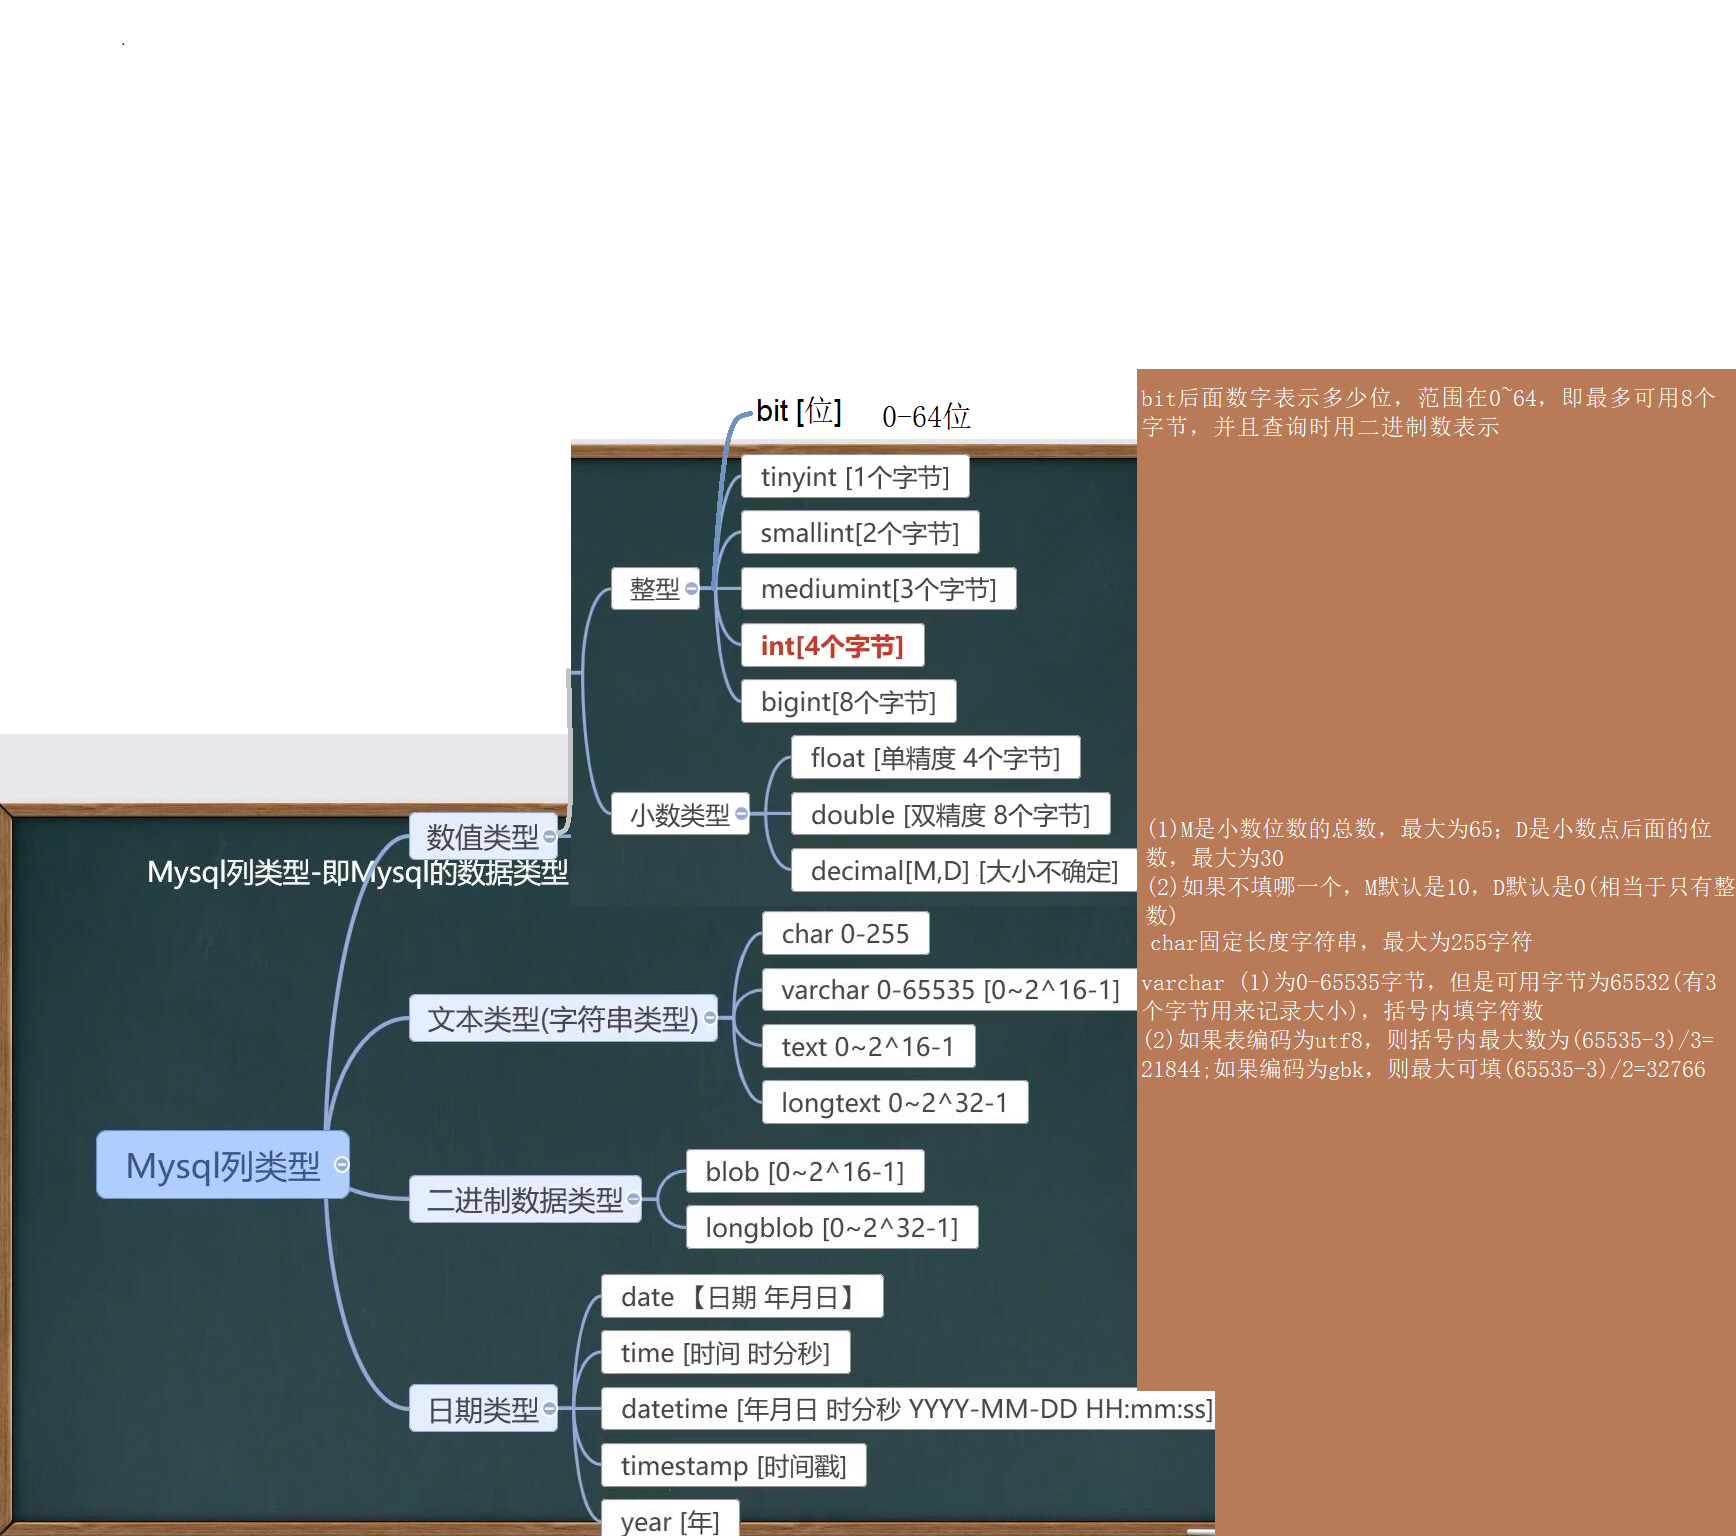 bit [位] 0-64位
tinyint [1个字节]
smallint[2个字节]
整型
mediumint[3个字节]
int[4个字节]
bigint[8个字节]
float [单精度 4个字节]
小数类型
double [双精度 8个字节]
decimal[M,D] [大小不确定]
数值类型
Mysql列类型-即Mysql的数据类型
char 0-255
varchar 0-65535 [0~2^16-1]
文本类型(字符串类型)
text 0~2^16-1
longtext 0~2^32-1
Mysql列类型
blob [0~2^16-1]
二进制数据类型
longblob [0~2^32-1]
date 【日期 年月日】
time [时间 时分秒]
日期类型
datetime [年月日 时分秒 YYYY-MM-DD HH:mm:ss]
timestamp [时间戳]
year [年]
bit后面数字表示多少位，范围在0~64，即最多可用8个
字节，并且查询时用二进制数表示
(1)M是小数位数的总数，最大为65；D是小数点后面的位
数，最大为30
(2)如果不填哪一个，M默认是10，D默认是0(相当于只有整
数)
char固定长度字符串，最大为255字符
varchar (1)为0-65535字节，但是可用字节为65532(有3
个字节用来记录大小)，括号内填字符数
(2)如果表编码为utf8，则括号内最大数为(65535-3)/3=
21844;如果编码为gbk，则最大可填(65535-3)/2=32766